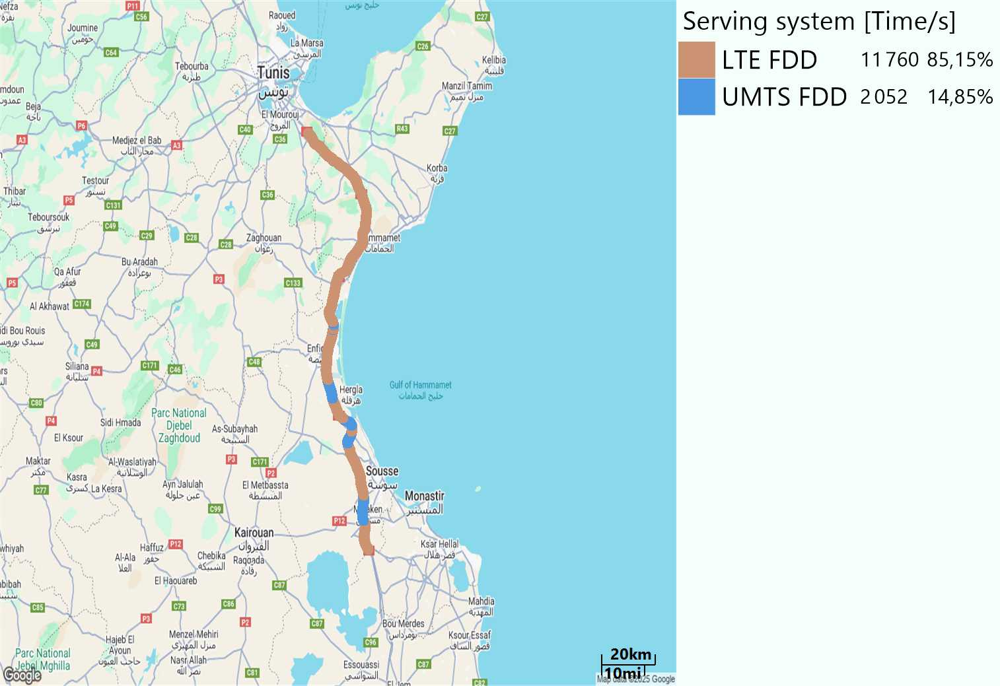 Serving system [Time/s]
LTE FDD 11 760 85,15%
UMTS FDD 2 052 14,85%
خليج تونس
P11
C56
Joumine
جومين
C64
Raoued
رواد
La Marsa
المرسى
C27
C26
Kelibia
قليبية
Tebourba
طبربة
Tunis
تونس
Manzil Tamim
منزل تميم
Beja
باجة
El Mourouj
المروج
P6
C40
C36
R43
C27
A3
Medjez el Bab
مجاز الباب
A3
Korba
قربة
Testour
تستور
Thibar
تيبار
P5
C131
C36
Teboursouk
تبرسق
C49
C29
C28
C28
Zaghouan
زغوان
الحمامات
Bu Aradah
بوعرادة
Qa Afur
قعفور
P5
P3
C133
Al Akhawat
C174
C49
Siliana
سليانة
P4
C171
C46
C48
Gulf of Hammamet
خليج الحمامات
Hergla
هرقلة
C80
P4
Sidi Hmada
Parc National
Djebel
Zaghdoud
As-Subayhah
السبيخة
El Ksour
Maktar
مكثر
Al-Waslatiyah
الوسلاتية
P3
C171
P2
Kasra
كسرى
La Kesra
C77
Ayn Jalulah
عين جلولة
El Metbassta
المتبسطة
Sousse
سوسة
Monastir
المنستير
C99
P12
Kairouan
القيروان
Haffuz
حفوز
P12
Al-Ala
العلا
Chebika
الشبيكة
Raqqada
رقادة
Ksar Hellal
قصر هلال
El Haouareb
C87
C85
C73
C86
P3
P2
C87
Mahdia
المهدية
Bou Merdes
بومرداس
Menzel Mehiri
منزل المهيري
C96
Ksour Essaf
قصور الساف
Hajeb El
Ayoun
حاجب العيون
Parc National
Jebel Mghilla
Nasr Allah
نصر الله
C81
Essouassi
السواسي
C87
El Jem
C82
20km
10mi
Google
Map data ©2025 Google